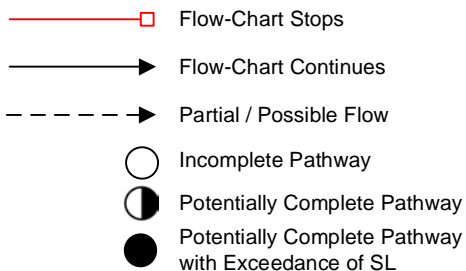 Flow-Chart Stops
Flow-Chart Continues
Partial / Possible Flow
Incomplete Pathway
Potentially Complete Pathway
Potentially Complete Pathway
with Exceedance of SL